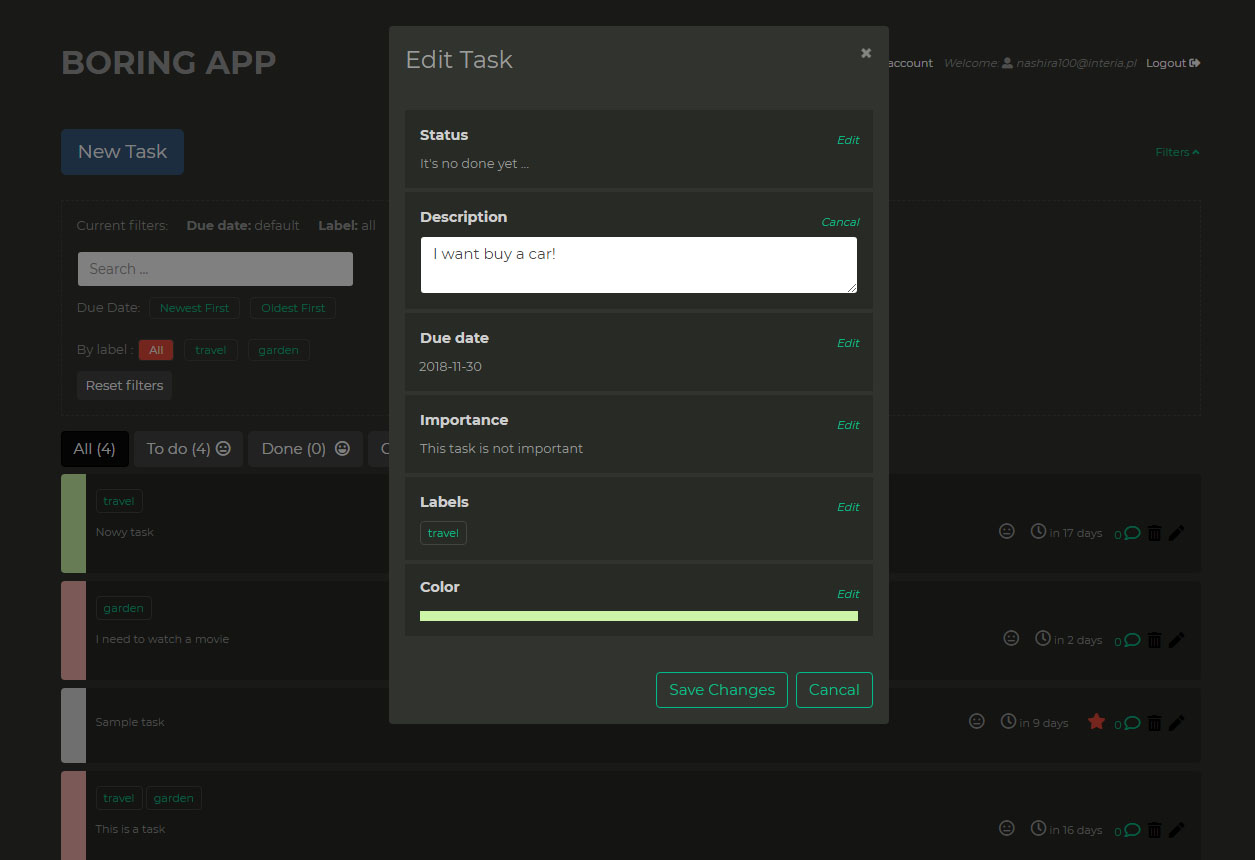 BORING APP
account Welcome: nashira100@interia.pl Logout
New Task
Filters
Current filters: Due date: default Label: all
Search ...
Due Date: Newest First Oldest First
By label : All travel garden
Reset filters
All (4) To do (4) Done (0) C
travel
Nowy task
in 17 days 0
garden
I need to watch a movie
in 2 days 0
Sample task
in 9 days 0
travel garden
This is a task
in 16 days 0
Edit Task ×
Status
Edit
It's no done yet ...
Description
Cancal
I want buy a car!
Due date
Edit
2018-11-30
Importance
Edit
This task is not important
Labels
Edit
travel
Color
Edit
Save Changes Cancal